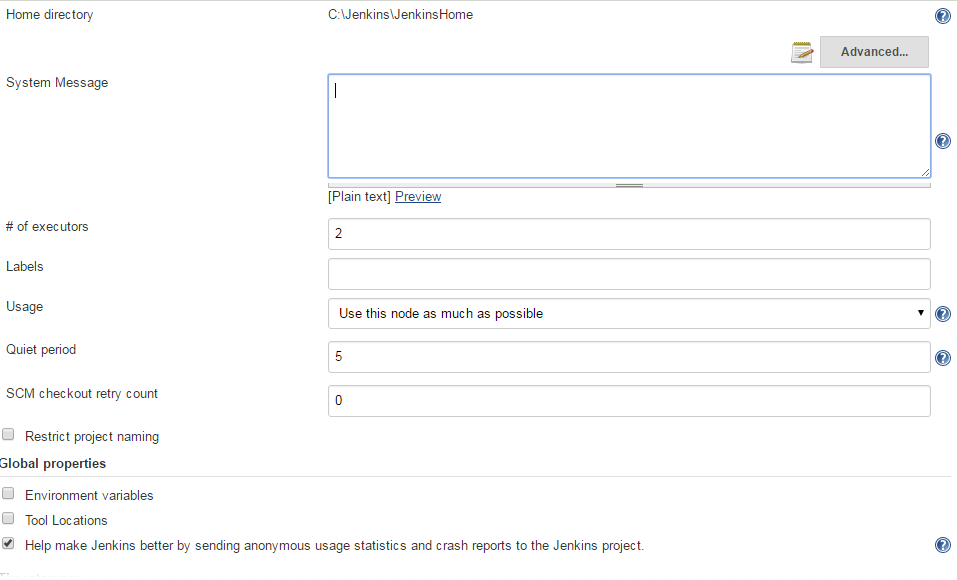 Home directory C:\Jenkins\JenkinsHome
Advanced...
System Message
[Plain text] Preview
# of executors 2
Labels
Usage Use this node as much as possible
Quiet period 5
SCM checkout retry count 0
Restrict project naming
Global properties
Environment variables
Tool Locations
Help make Jenkins better by sending anonymous usage statistics and crash reports to the Jenkins project.